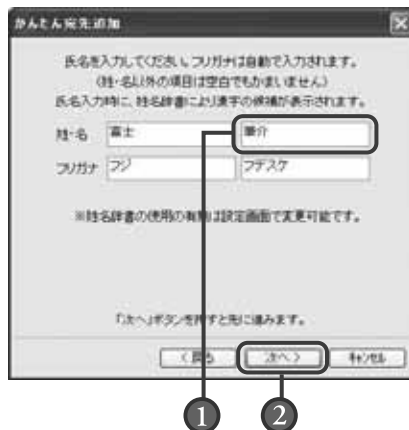 かんたん宛先追加
氏名を入力してください。フリガナは自動で入力されます。
(姓・名以外の項目は空白でもかまいません)
氏名入力時に、姓名辞書により漢字の候補が表示されます。
姓・名 富士 筆介
フリガナ フジ フデスケ
※姓名辞書の使用の有無は設定画面で変更可能です。
「次へ」ボタンを押すと先に進みます。
<戻る 次へ> キャンセル
1 2